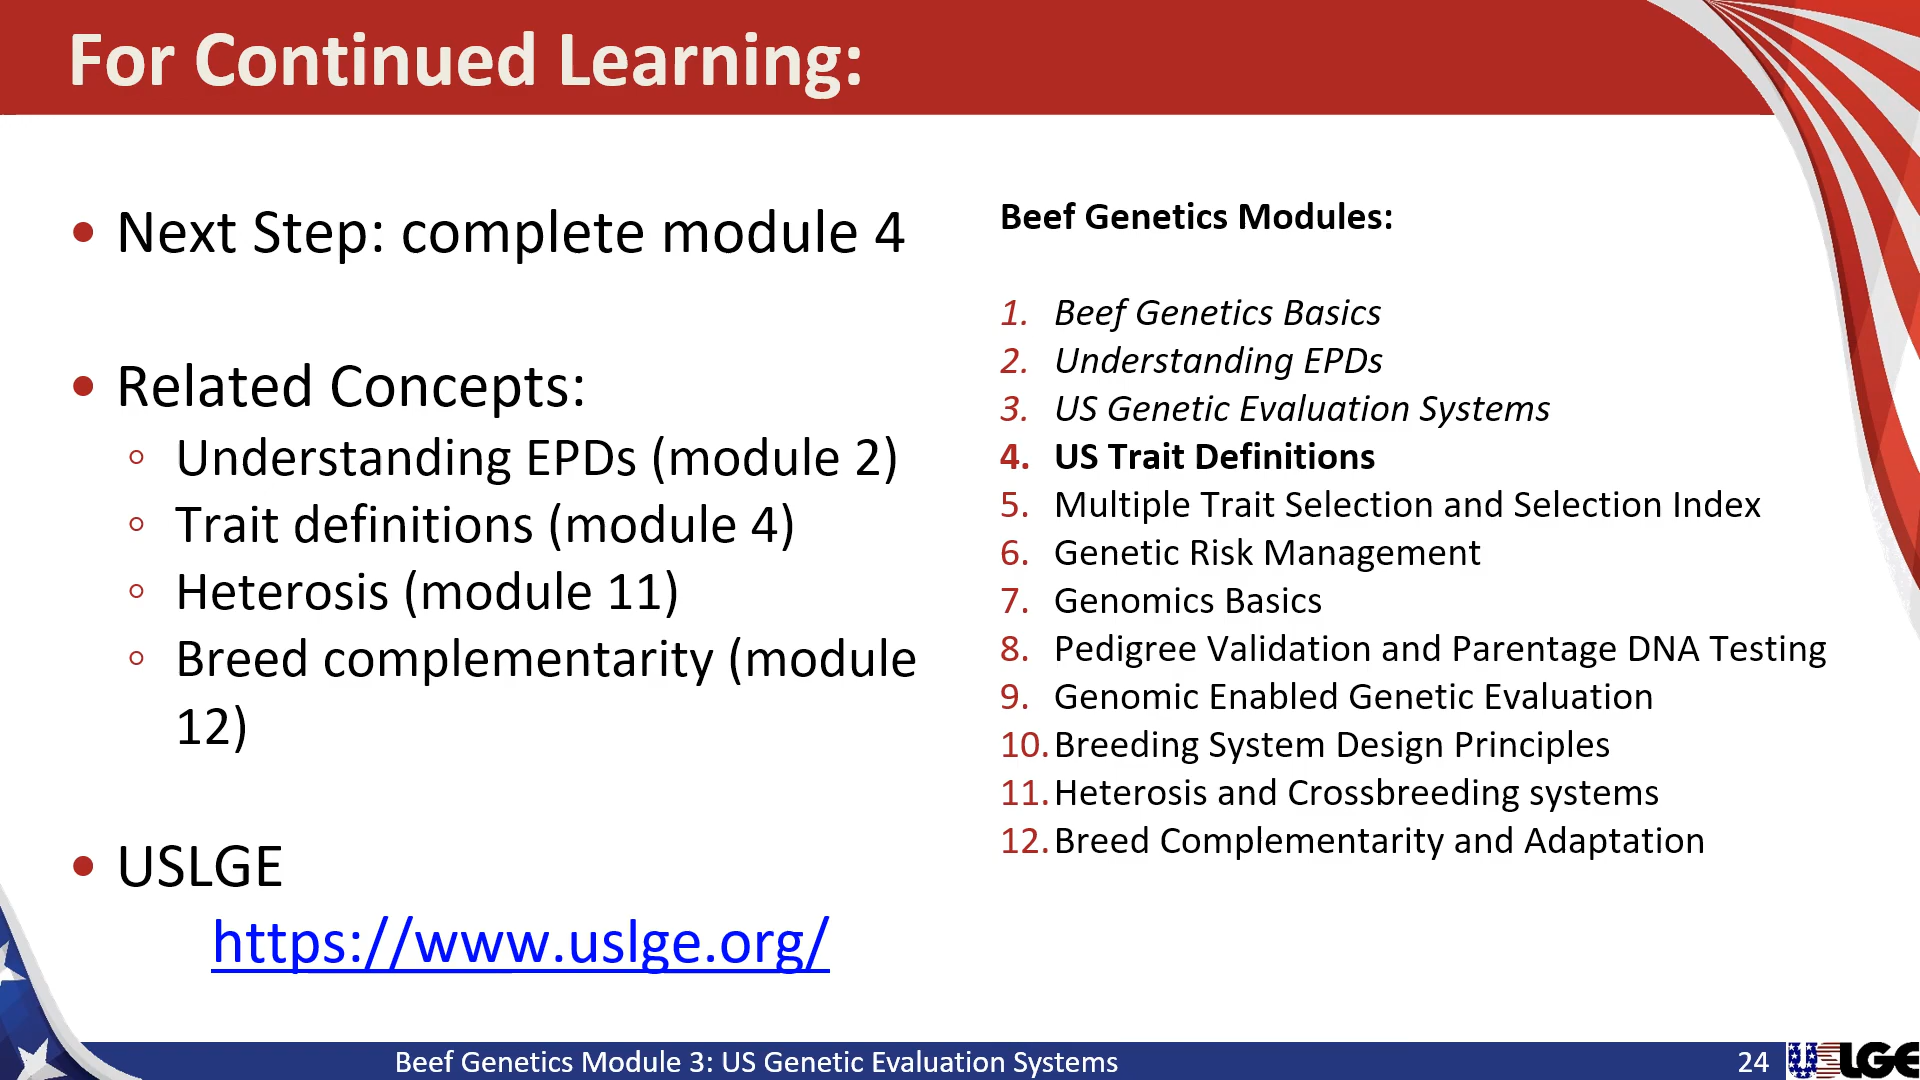 For Continued Learning:
• Next Step: complete module 4
• Related Concepts:
◦ Understanding EPDs (module 2)
◦ Trait definitions (module 4)
◦ Heterosis (module 11)
◦ Breed complementarity (module
12)
• USLGE
https://www.uslge.org/
Beef Genetics Modules:
1. Beef Genetics Basics
2. Understanding EPDs
3. US Genetic Evaluation Systems
4. US Trait Definitions
5. Multiple Trait Selection and Selection Index
6. Genetic Risk Management
7. Genomics Basics
8. Pedigree Validation and Parentage DNA Testing
9. Genomic Enabled Genetic Evaluation
10. Breeding System Design Principles
11. Heterosis and Crossbreeding systems
12. Breed Complementarity and Adaptation
Beef Genetics Module 3: US Genetic Evaluation Systems
24
USLGE